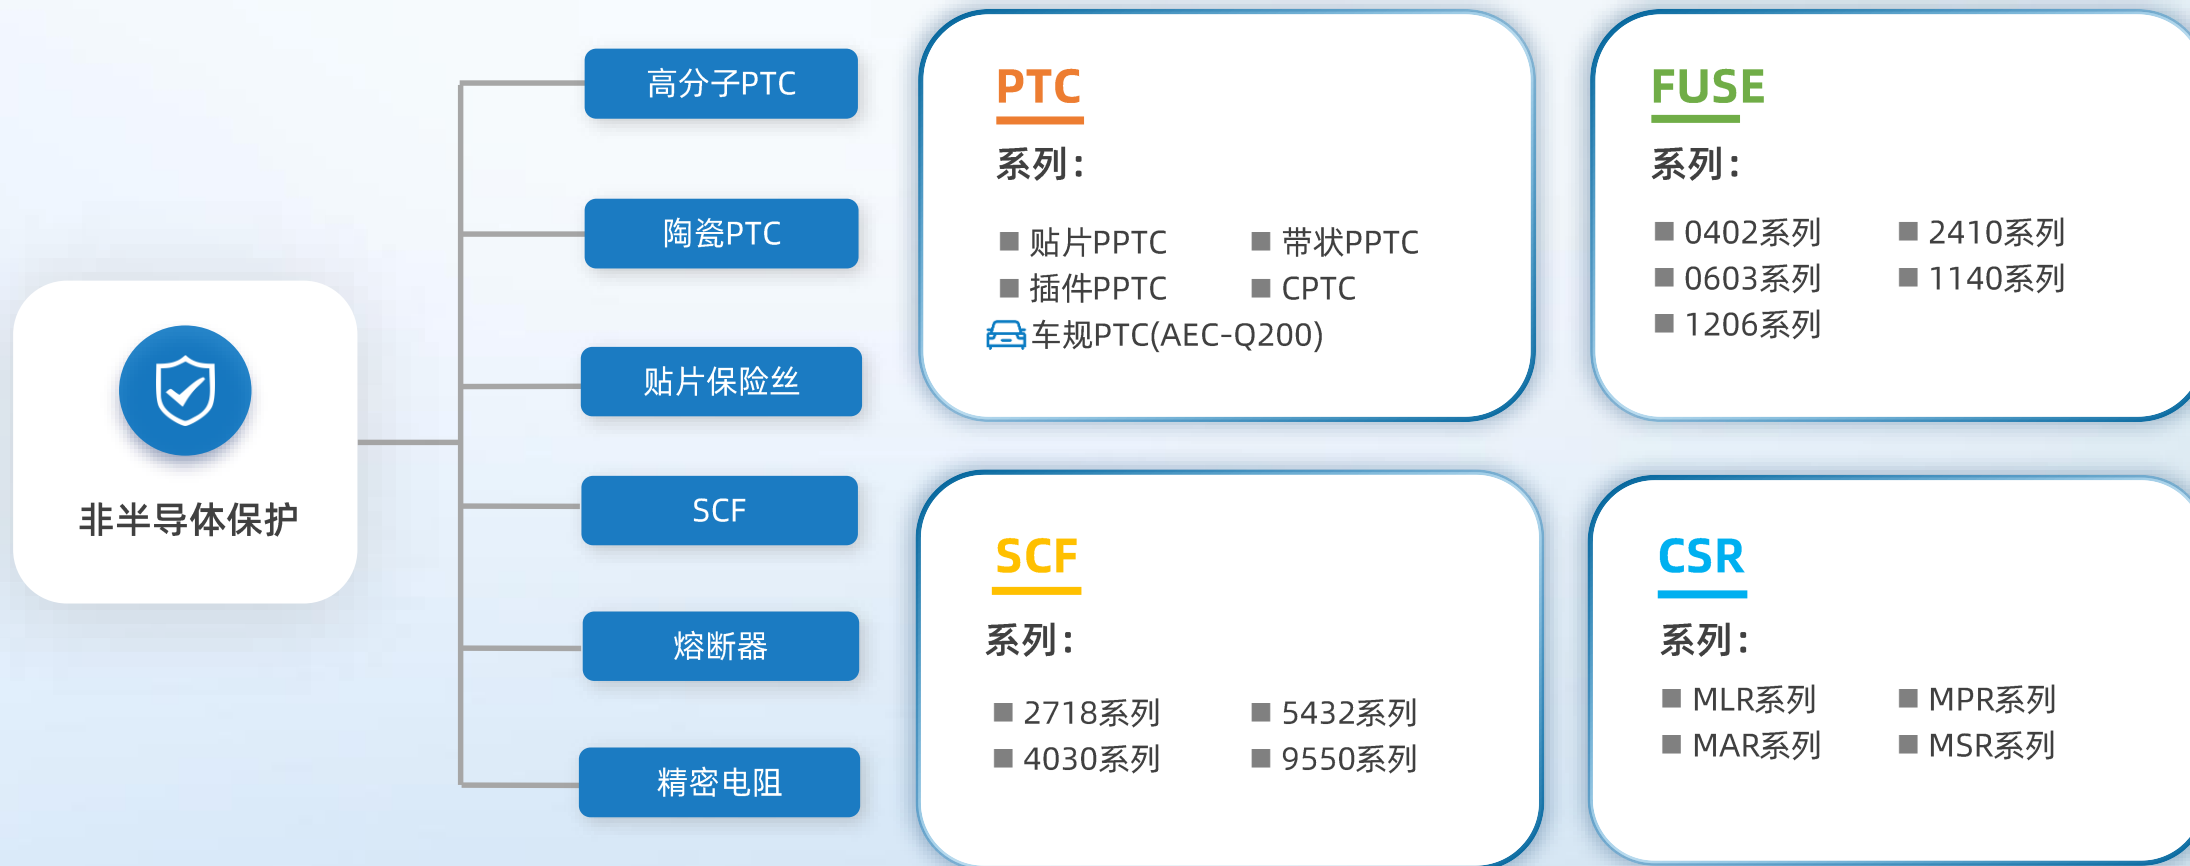 非半导体保护
高分子PTC
陶瓷PTC
贴片保险丝
SCF
熔断器
精密电阻
PTC
系列：
贴片PPTC
带状PPTC
插件PPTC
CPTC
车规PTC(AEC-Q200)
FUSE
系列：
0402系列
2410系列
0603系列
1140系列
1206系列
SCF
系列：
2718系列
5432系列
4030系列
9550系列
CSR
系列：
MLR系列
MPR系列
MAR系列
MSR系列